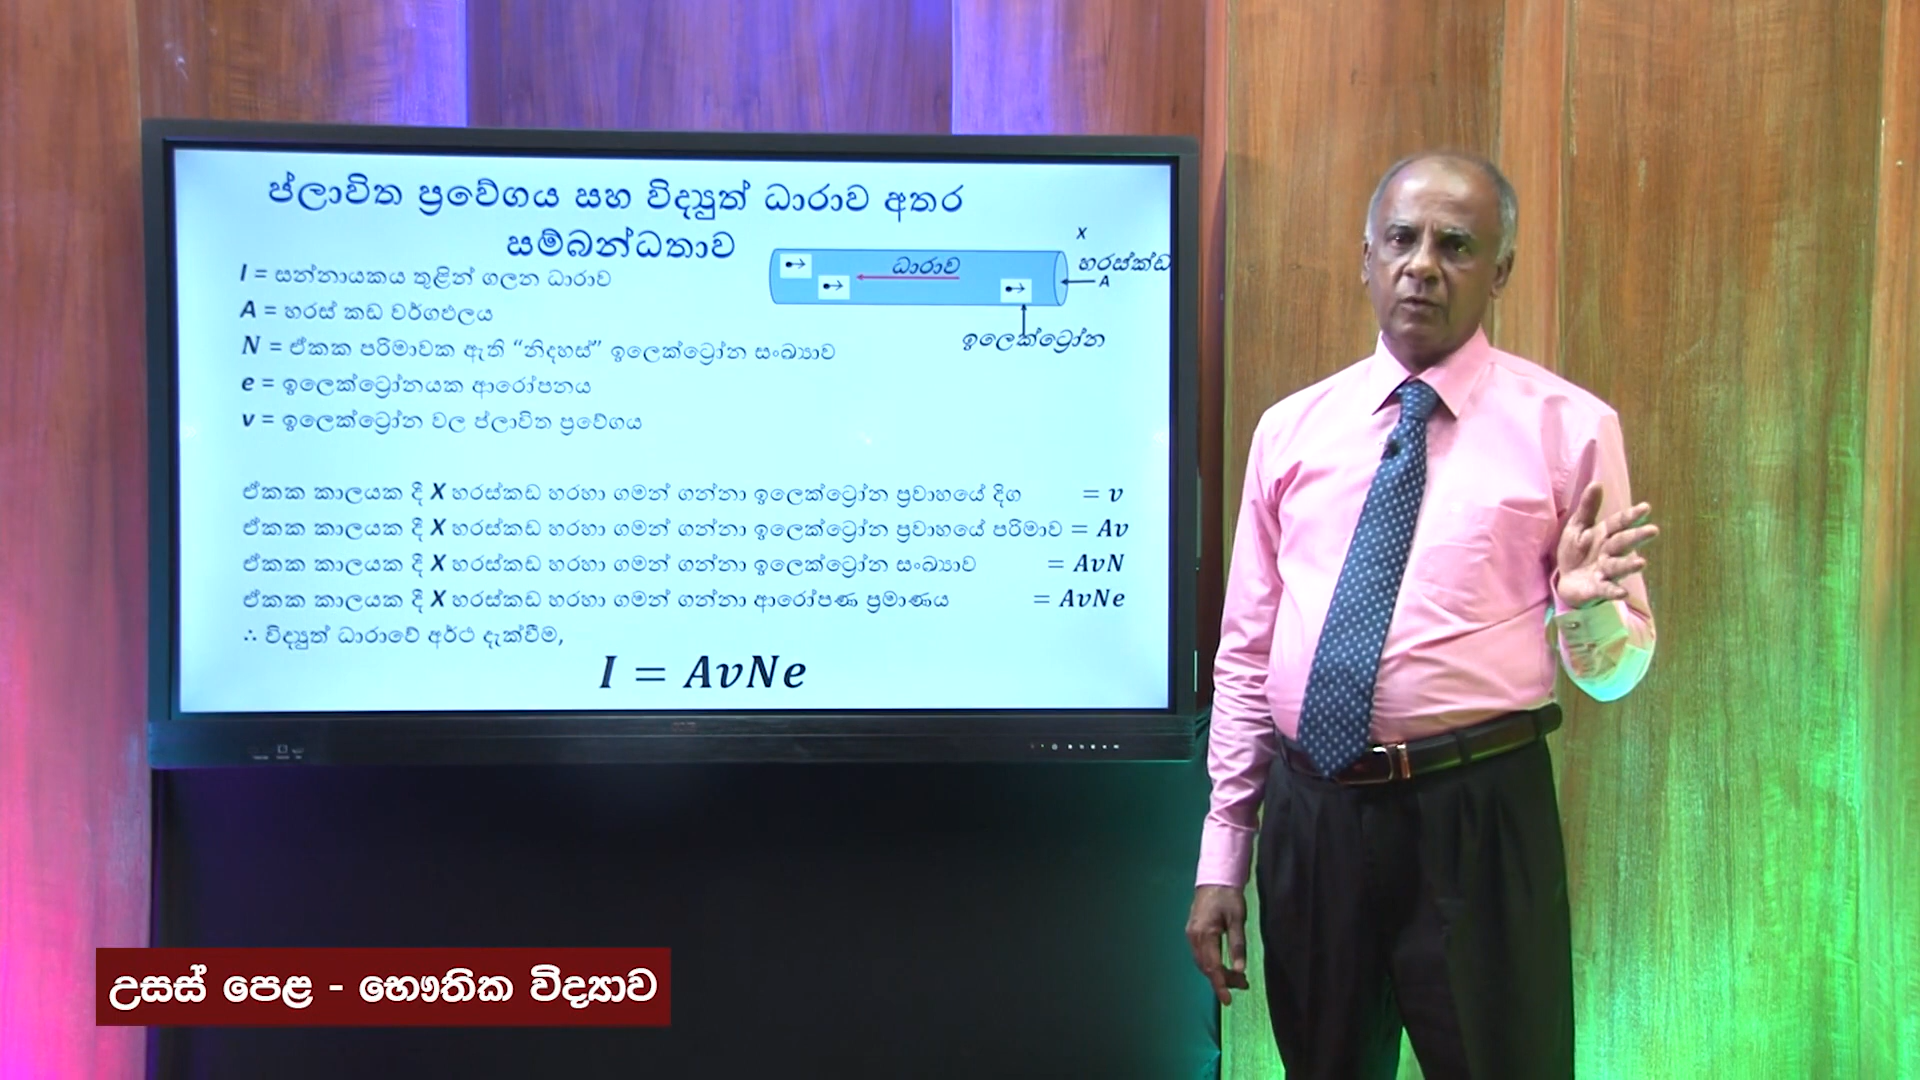 ප්ලාවිත ප්‍රවේගය සහ විද්‍යුත් ධාරාව අතර
සම්බන්ධතාව
I = සන්නායකය තුළින් ගලන ධාරාව
A = හරස් කඩ වර්ගඵලය
N = ඒකක පරිමාවක ඇති “නිදහස්” ඉලෙක්ට්‍රෝන සංඛ්‍යාව
e = ඉලෙක්ට්‍රෝනයක ආරෝපනය
v = ඉලෙක්ට්‍රෝන වල ප්ලාවිත ප්‍රවේගය
X
හරස්ක්ඩ
A
ධාරාව
ඉලෙක්ට්‍රෝන
ඒකක කාලයක දී X හරස්කඩ හරහා ගමන් ගන්නා ඉලෙක්ට්‍රෝන ප්‍රවාහයේ දිග = v
ඒකක කාලයක දී X හරස්කඩ හරහා ගමන් ගන්නා ඉලෙක්ට්‍රෝන ප්‍රවාහයේ පරිමාව = Av
ඒකක කාලයක දී X හරස්කඩ හරහා ගමන් ගන්නා ඉලෙක්ට්‍රෝන සංඛ්‍යාව = AvN
ඒකක කාලයක දී X හරස්කඩ හරහා ගමන් ගන්නා ආරෝපණ ප්‍රමාණය = AvNe
∴ විද්‍යුත් ධාරාවේ අර්ථ දැක්වීම,
I = AvNe
උසස් පෙළ - භෞතික විද්‍යාව